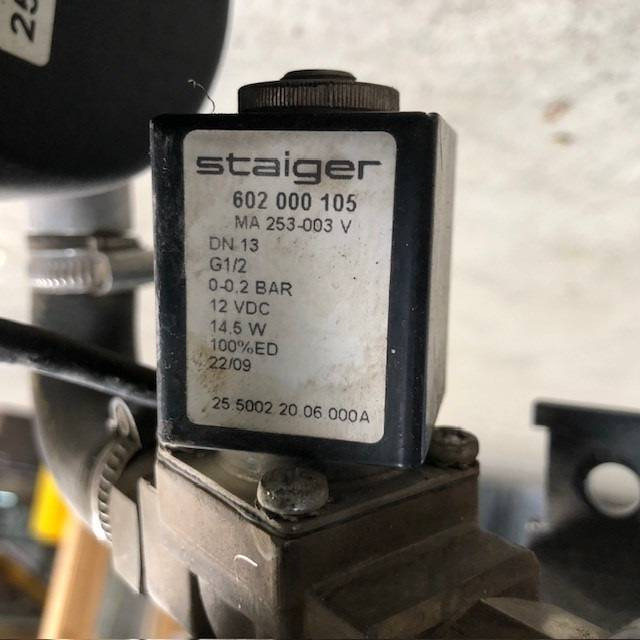 25
staiger
602 000 105
MA 253-003 V
DN 13
G1/2
0-0,2 BAR
12 VDC
14.5 W
100%ED
22/09
25.5002.20.06.000A